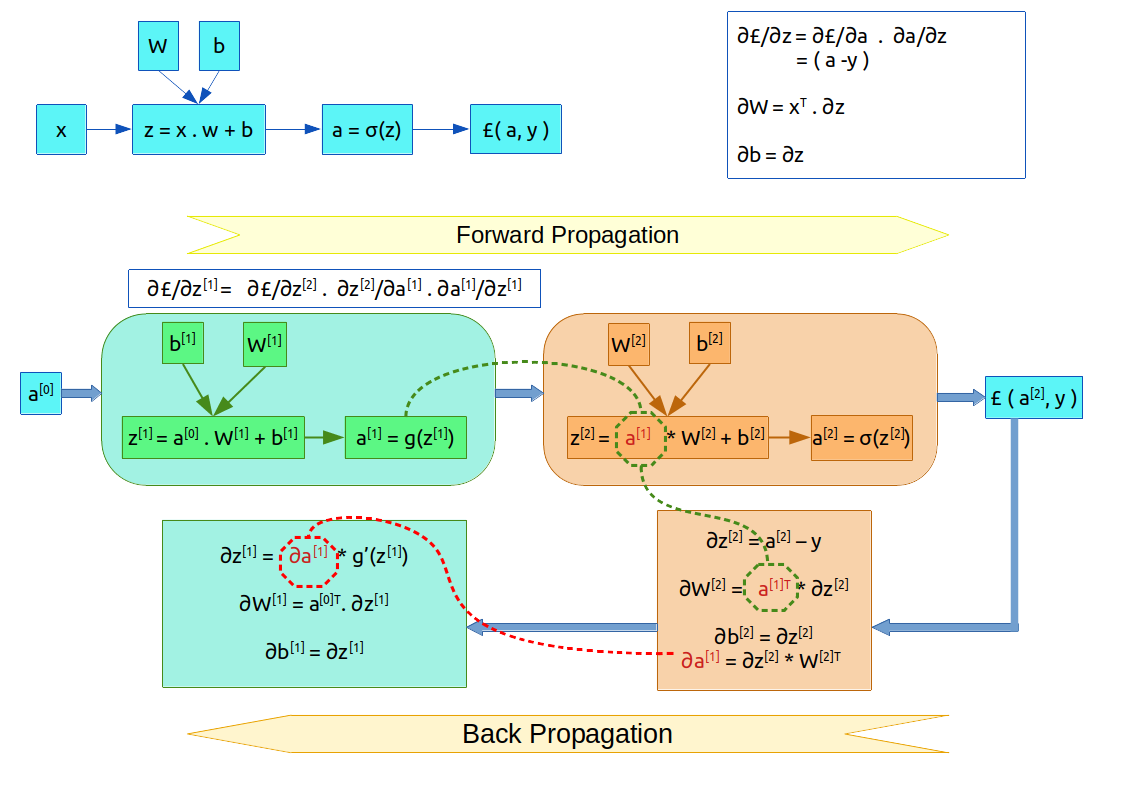 W
b
x
z = x . w + b
a = σ(z)
£( a, y )
∂£/∂z = ∂£/∂a . ∂a/∂z
= ( a -y )
∂W = xᵀ . ∂z
∂b = ∂z
Forward Propagation
∂£/∂z[1] = ∂£/∂z[2] . ∂z[2]/∂a[1] . ∂a[1]/∂z[1]
b[1]
W[1]
W[2]
b[2]
a[0]
z[1] = a[0] . W[1] + b[1]
a[1] = g(z[1])
z[2] = a[1] * W[2] + b[2]
a[2] = σ(z[2])
£ ( a[2], y )
∂z[1] = ∂a[1] * g’(z[1])
∂W[1] = a[0]T. ∂z[1]
∂b[1] = ∂z[1]
∂z[2] = a[2] – y
∂W[2] = a[1]T * ∂z[2]
∂b[2] = ∂z[2]
∂a[1] = ∂z[2] * W[2]T
Back Propagation